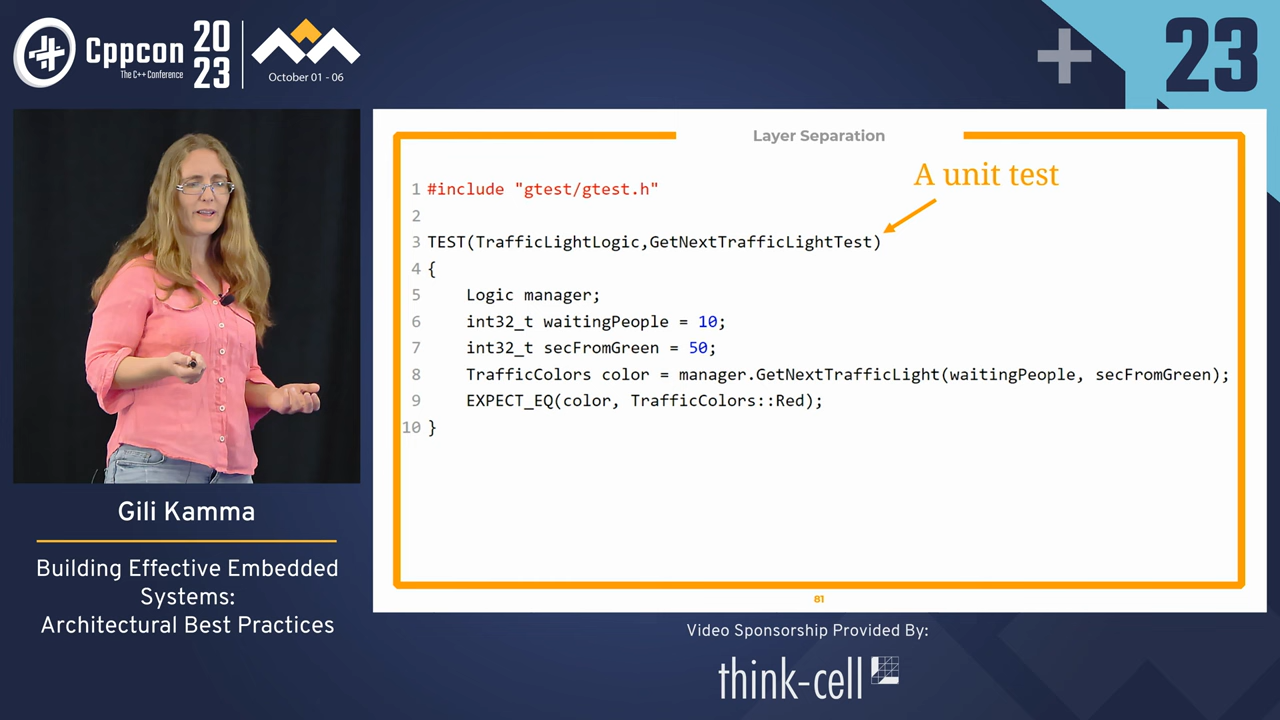 Cppcon
The C++ Conference
20
23
October 01 - 06
23
Layer Separation
A unit test
1 #include "gtest/gtest.h"
2
3 TEST(TrafficLightLogic,GetNextTrafficLightTest)
4 {
5 Logic manager;
6 int32_t waitingPeople = 10;
7 int32_t secFromGreen = 50;
8 TrafficColors color = manager.GetNextTrafficLight(waitingPeople, secFromGreen);
9 EXPECT_EQ(color, TrafficColors::Red);
10 }
81
Gili Kamma
Building Effective Embedded
Systems:
Architectural Best Practices
Video Sponsorship Provided By:
think-cell